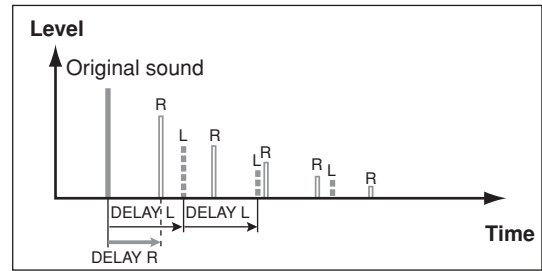 Level
Original sound
R
L
R
L R
R L
R
DELAY L DELAY L
Time
DELAY R